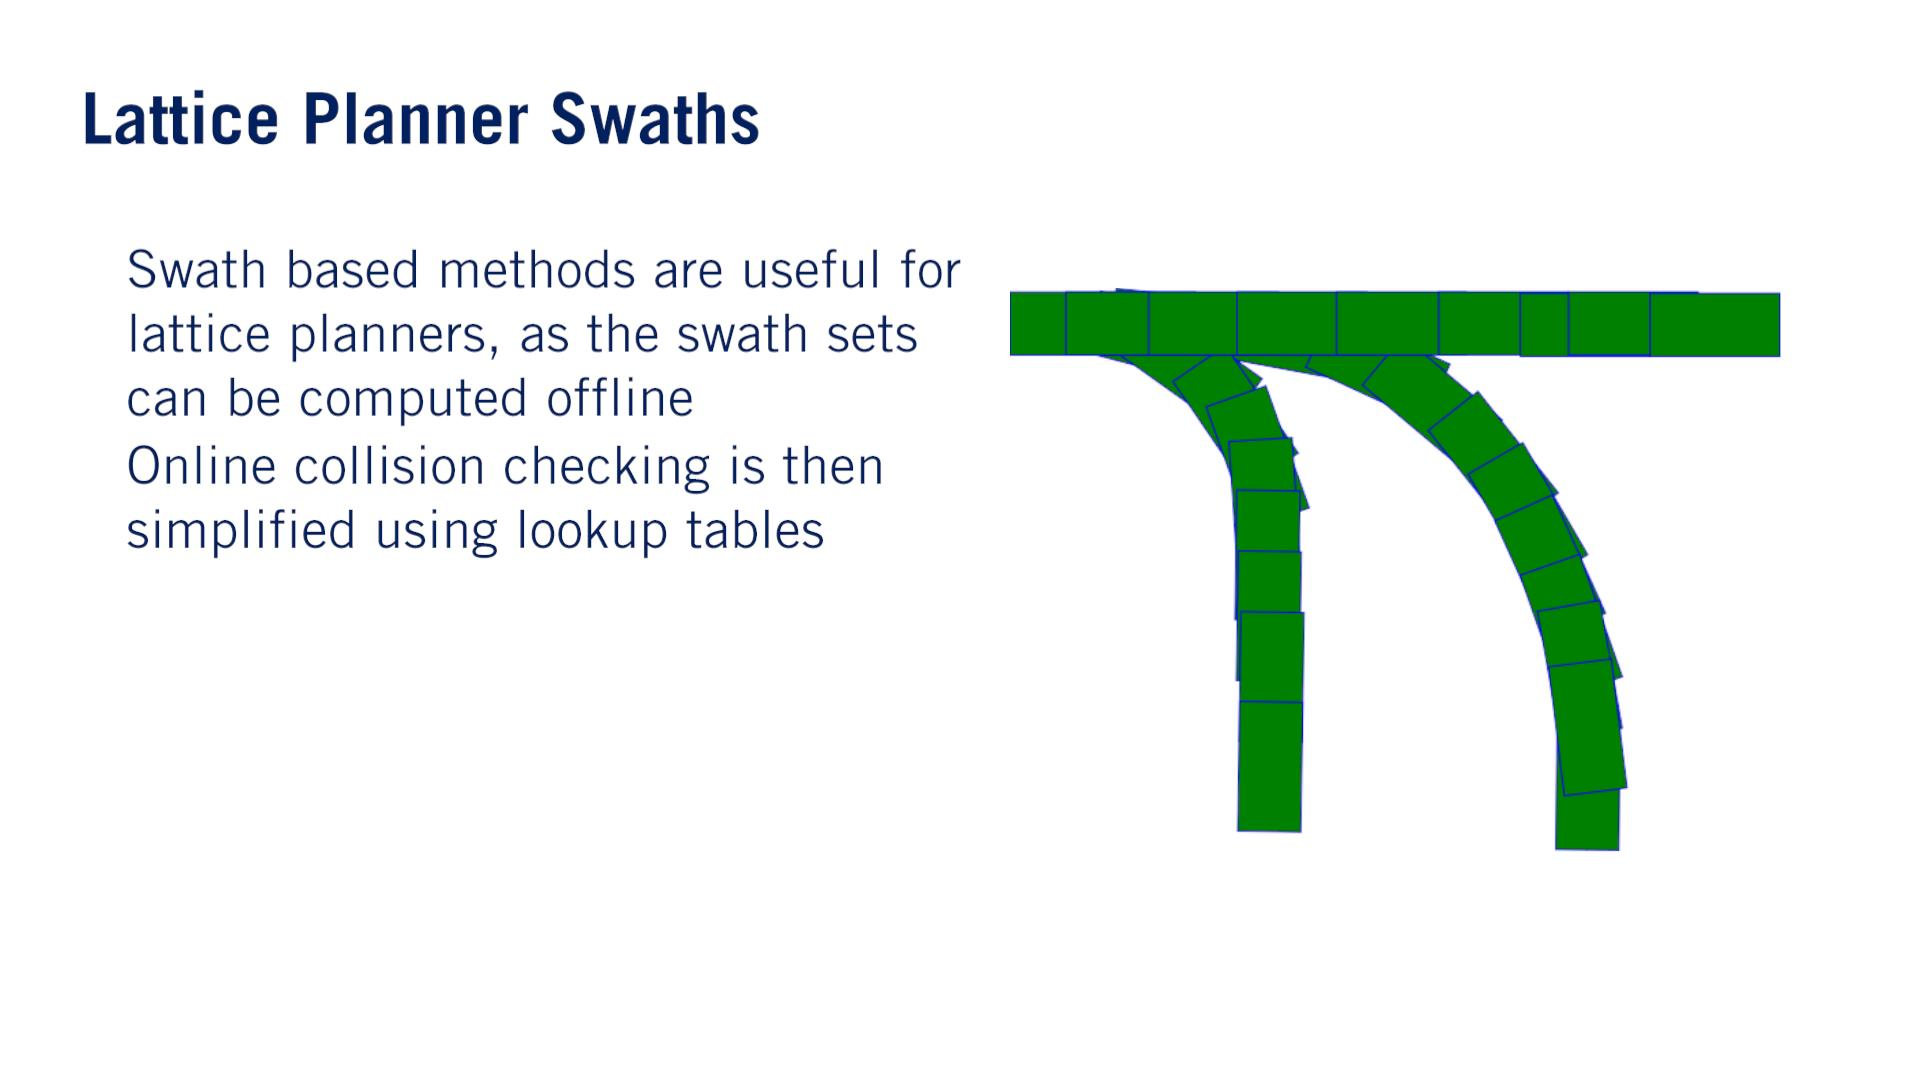 Lattice Planner Swaths
Swath based methods are useful for
lattice planners, as the swath sets
can be computed offline
Online collision checking is then
simplified using lookup tables